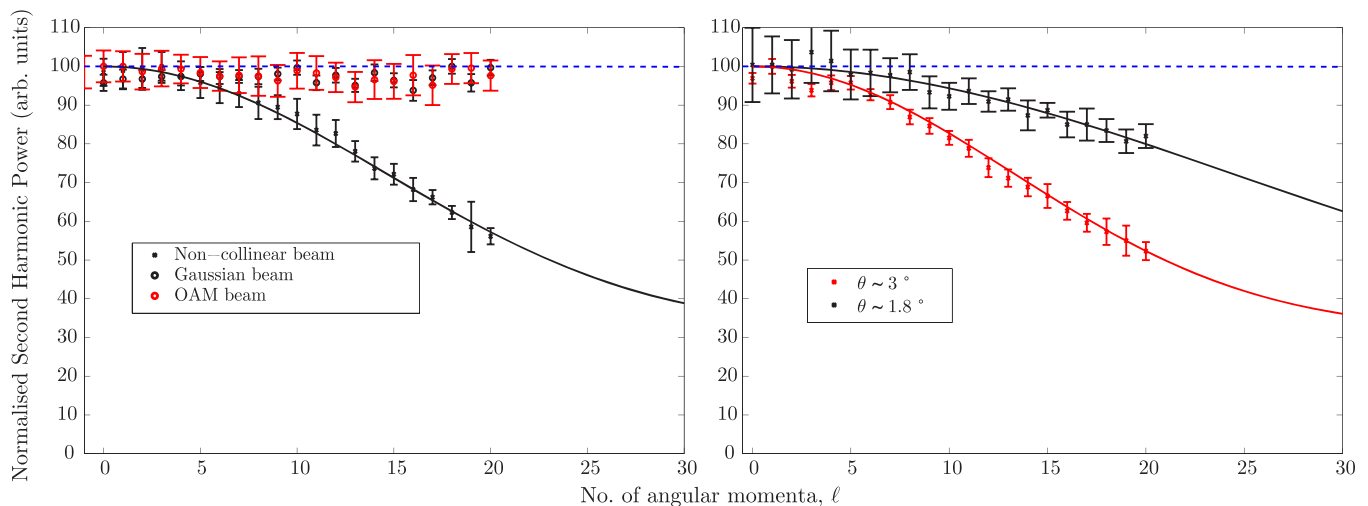 Normalised Second Harmonic Power (arb. units)
110
100
90
80
70
60
50
40
30
20
10
0
0 5 10 15 20 25 30
Non−collinear beam
Gaussian beam
OAM beam
110
100
90
80
70
60
50
40
30
20
10
0
0 5 10 15 20 25 30
θ ~ 3 °
θ ~ 1.8 °
No. of angular momenta, ℓ